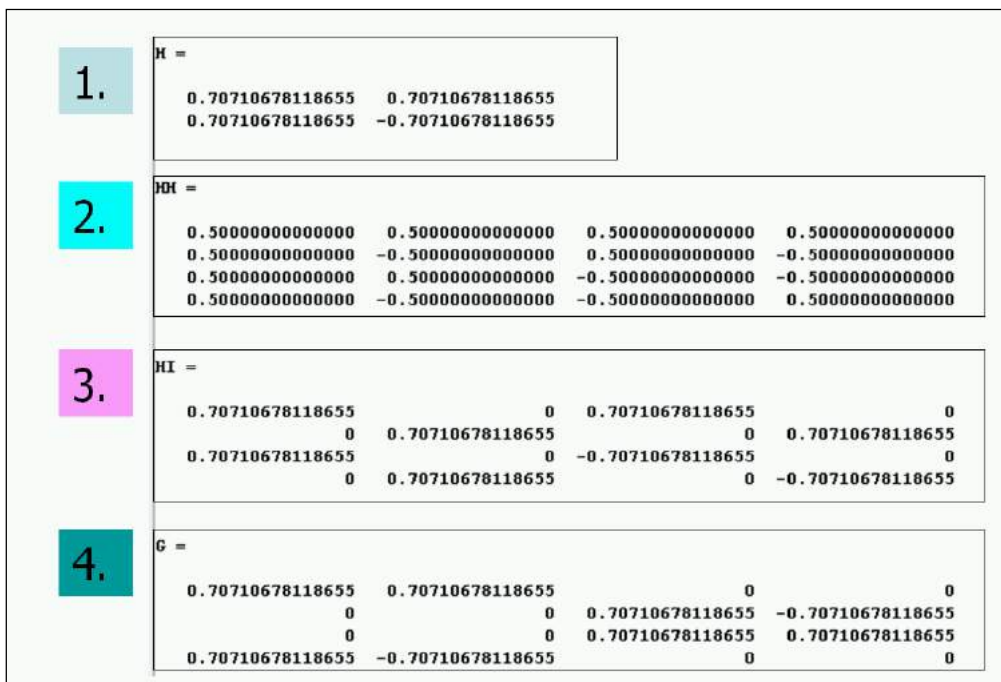 1.
H =
0.70710678118655 0.70710678118655
0.70710678118655 -0.70710678118655
2.
HH =
0.50000000000000 0.50000000000000 0.50000000000000 0.50000000000000
0.50000000000000 -0.50000000000000 0.50000000000000 -0.50000000000000
0.50000000000000 0.50000000000000 -0.50000000000000 -0.50000000000000
0.50000000000000 -0.50000000000000 -0.50000000000000 0.50000000000000
3.
HI =
0.70710678118655 0 0.70710678118655 0
0 0.70710678118655 0 0.70710678118655
0.70710678118655 0 -0.70710678118655 0
0 0.70710678118655 0 -0.70710678118655
4.
G =
0.70710678118655 0.70710678118655 0 0
0 0 0.70710678118655 -0.70710678118655
0 0 0.70710678118655 0.70710678118655
0.70710678118655 -0.70710678118655 0 0